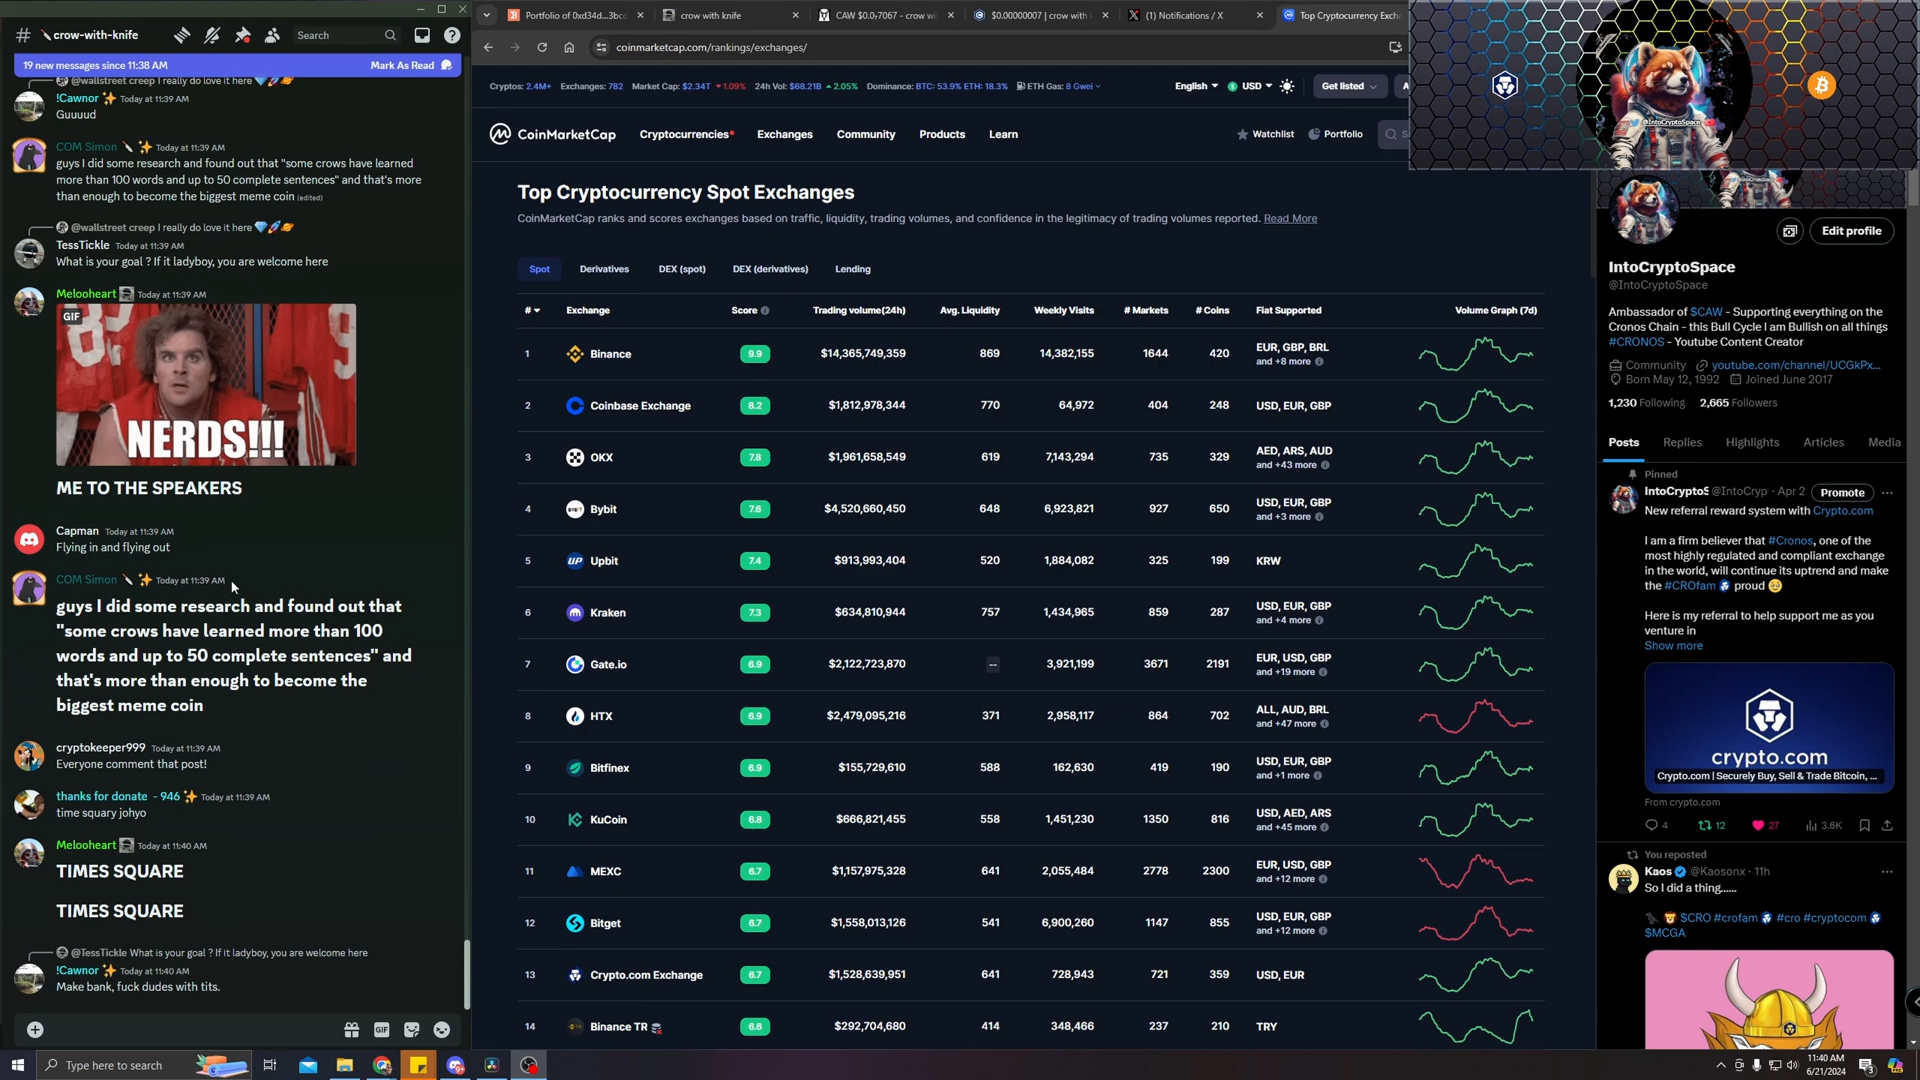 crow-with-knife
Search
19 new messages since 11:38 AM
Mark As Read
@wallstreet creep I really do love it here
!Cawnor Today at 11:39 AM
Guuuud
COM Simon Today at 11:39 AM
guys I did some research and found out that "some crows have learned
more than 100 words and up to 50 complete sentences" and that's more
than enough to become the biggest meme coin (edited)
@wallstreet creep I really do love it here
TessTickle Today at 11:39 AM
What is your goal ? If it ladyboy, you are welcome here
Melooheart Today at 11:39 AM
GIF
NERDS!!!
ME TO THE SPEAKERS
Capman Today at 11:39 AM
Flying in and flying out
COM Simon Today at 11:39 AM
guys I did some research and found out that
"some crows have learned more than 100
words and up to 50 complete sentences" and
that's more than enough to become the
biggest meme coin
cryptokeeper999 Today at 11:39 AM
Everyone comment that post!
thanks for donate - 946 Today at 11:39 AM
time squary johyo
Melooheart Today at 11:40 AM
TIMES SQUARE
TIMES SQUARE
@TessTickle What is your goal ? If it ladyboy, you are welcome here
!Cawnor Today at 11:40 AM
Make bank, fuck dudes with tits.
GIF
Portfolio of 0xd34d...3bcd
crow with knife
CAW $0.0₅7067 - crow wi
$0.00000007 | crow with
(1) Notifications / X
Top Cryptocurrency Exch
coinmarketcap.com/rankings/exchanges/
Cryptos: 2.4M+ Exchanges: 782 Market Cap: $2.34T 1.09% 24h Vol: $68.21B 2.05% Dominance: BTC: 53.9% ETH: 18.3% ETH Gas: 8 Gwei
English USD Get listed
CoinMarketCap Cryptocurrencies Exchanges Community Products Learn
Watchlist Portfolio
Top Cryptocurrency Spot Exchanges
CoinMarketCap ranks and scores exchanges based on traffic, liquidity, trading volumes, and confidence in the legitimacy of trading volumes reported. Read More
Spot Derivatives DEX (spot) DEX (derivatives) Lending
# Exchange Score Trading volume(24h) Avg. Liquidity Weekly Visits # Markets # Coins Fiat Supported Volume Graph (7d)
1 Binance 9.9 $14,365,749,359 869 14,382,155 1644 420 EUR, GBP, BRL
and +8 more
2 Coinbase Exchange 8.2 $1,812,978,344 770 64,972 404 248 USD, EUR, GBP
3 OKX 7.8 $1,961,658,549 619 7,143,294 735 329 AED, ARS, AUD
and +43 more
4 Bybit 7.6 $4,520,660,450 648 6,923,821 927 650 USD, EUR, GBP
and +3 more
5 Upbit 7.4 $913,993,404 520 1,884,082 325 199 KRW
6 Kraken 7.3 $634,810,944 757 1,434,965 859 287 USD, EUR, GBP
and +4 more
7 Gate.io 6.9 $2,122,723,870 -- 3,921,199 3671 2191 EUR, USD, GBP
and +19 more
8 HTX 6.9 $2,479,095,216 371 2,958,117 864 702 ALL, AUD, BRL
and +47 more
9 Bitfinex 6.9 $155,729,610 588 162,630 419 190 USD, EUR, GBP
and +1 more
10 KuCoin 6.8 $666,821,455 558 1,451,230 1350 816 USD, AED, ARS
and +45 more
11 MEXC 6.7 $1,157,975,328 641 2,055,484 2778 2300 EUR, USD, GBP
and +12 more
12 Bitget 6.7 $1,558,013,126 541 6,900,260 1147 855 USD, EUR, GBP
and +12 more
13 Crypto.com Exchange 6.7 $1,528,639,951 641 728,943 721 359 USD, EUR
14 Binance TR 6.6 $292,704,680 414 348,466 237 210 TRY
@IntoCryptoSpace
Edit profile
IntoCryptoSpace
@IntoCryptoSpace
Ambassador of $CAW - Supporting everything on the
Cronos Chain - this Bull Cycle I am Bullish on all things
#CRONOS - Youtube Content Creator
Community youtube.com/channel/UCGkPx...
Born May 12, 1992 Joined June 2017
1,230 Following 2,665 Followers
Posts Replies Highlights Articles Media
Pinned
IntoCryptoS @IntoCryp · Apr 2 Promote
New referral reward system with Crypto.com
I am a firm believer that #Cronos, one of the
most highly regulated and compliant exchange
in the world, will continue its uptrend and make
the #CROfam proud
Here is my referral to help support me as you
venture in
Show more
crypto.com
Crypto.com | Securely Buy, Sell & Trade Bitcoin, ...
From crypto.com
4 12 27 3.6K
You reposted
Kaos @Kaosonx · 11h
So I did a thing......
$CRO #crofam #cro #cryptocom
$MCGA
Type here to search
11:40 AM
6/21/2024